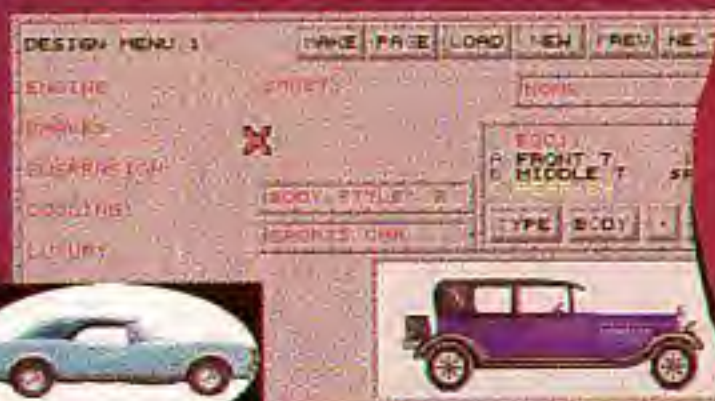 DESIGN MENU 1 MAKE PAGE LOAD NEW PREV NE
ENGINE
BRAKES NONE
SUSPENSION BODY
A FRONT 7
B MIDDLE 7
COOLING BODY STYLE: 2
SPORTS CAR TYPE BODY
LUXURY